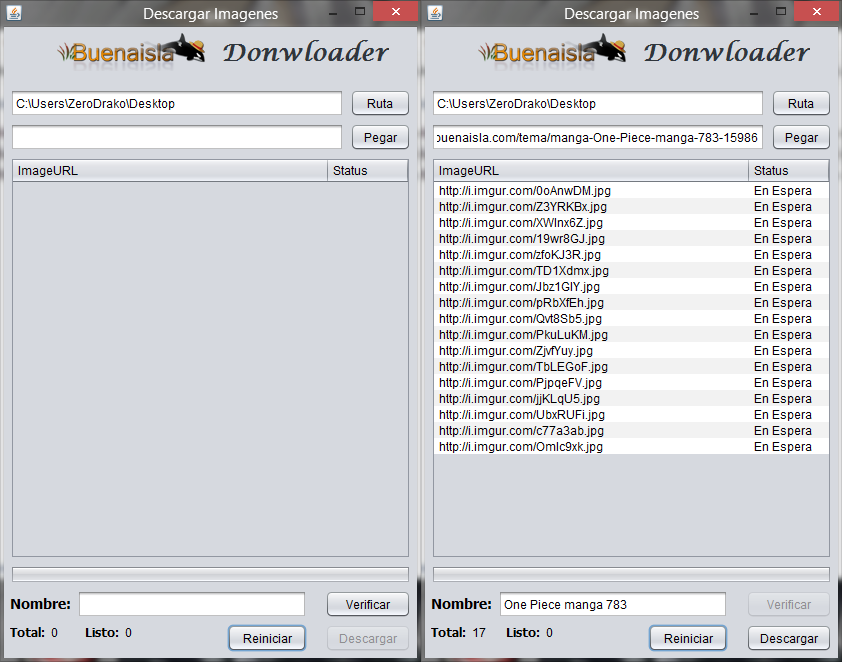 Descargar Imagenes
Buenaisla Donwloader
C:\Users\ZeroDrako\Desktop Ruta
Pegar
ImageURL Status
Nombre: Verificar
Total: 0 Listo: 0
Reiniciar Descargar
Descargar Imagenes
Buenaisla Donwloader
C:\Users\ZeroDrako\Desktop Ruta
buenaisla.com/tema/manga-One-Piece-manga-783-15986 Pegar
ImageURL Status
http://i.imgur.com/0oAnwDM.jpg En Espera
http://i.imgur.com/Z3YRKBx.jpg En Espera
http://i.imgur.com/XWlnx6Z.jpg En Espera
http://i.imgur.com/19wr8GJ.jpg En Espera
http://i.imgur.com/zfoKJ3R.jpg En Espera
http://i.imgur.com/TD1Xdmx.jpg En Espera
http://i.imgur.com/Jbz1GIY.jpg En Espera
http://i.imgur.com/pRbXfEh.jpg En Espera
http://i.imgur.com/Qvt8Sb5.jpg En Espera
http://i.imgur.com/PkuLuKM.jpg En Espera
http://i.imgur.com/ZjvfYuy.jpg En Espera
http://i.imgur.com/TbLEGoF.jpg En Espera
http://i.imgur.com/PjpqeFV.jpg En Espera
http://i.imgur.com/jjKLqU5.jpg En Espera
http://i.imgur.com/UbxRUFi.jpg En Espera
http://i.imgur.com/c77a3ab.jpg En Espera
http://i.imgur.com/OmIc9xk.jpg En Espera
Nombre: One Piece manga 783 Verificar
Total: 17 Listo: 0
Reiniciar Descargar